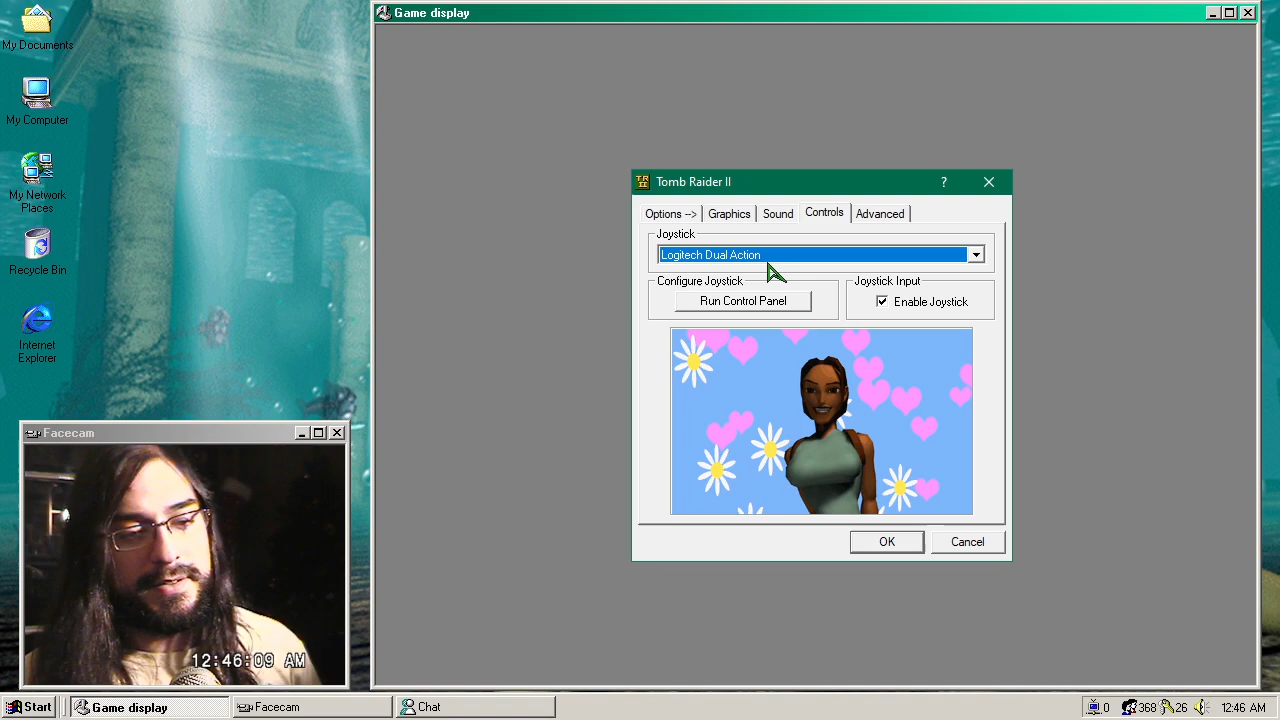 My Documents
My Computer
My Network
Places
Recycle Bin
Internet
Explorer
Game display
TR
II
Tomb Raider II
?
Options -->
Graphics
Sound
Controls
Advanced
Joystick
Logitech Dual Action
Configure Joystick
Run Control Panel
Joystick Input
Enable Joystick
OK
Cancel
Facecam
12:46:09 AM
Start
Game display
Facecam
Chat
0
368
26
12:46 AM